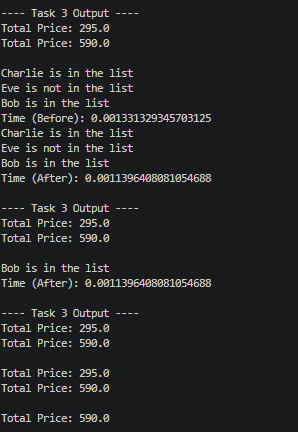 ---- Task 3 Output ----
Total Price: 295.0
Total Price: 590.0
Charlie is in the list
Eve is not in the list
Bob is in the list
Time (Before): 0.001331329345703125
Charlie is in the list
Eve is not in the list
Bob is in the list
Time (After): 0.0011396408081054688
---- Task 3 Output ----
Total Price: 295.0
Total Price: 590.0
Bob is in the list
Time (After): 0.0011396408081054688
---- Task 3 Output ----
Total Price: 295.0
Total Price: 590.0
Total Price: 295.0
Total Price: 590.0
Total Price: 590.0